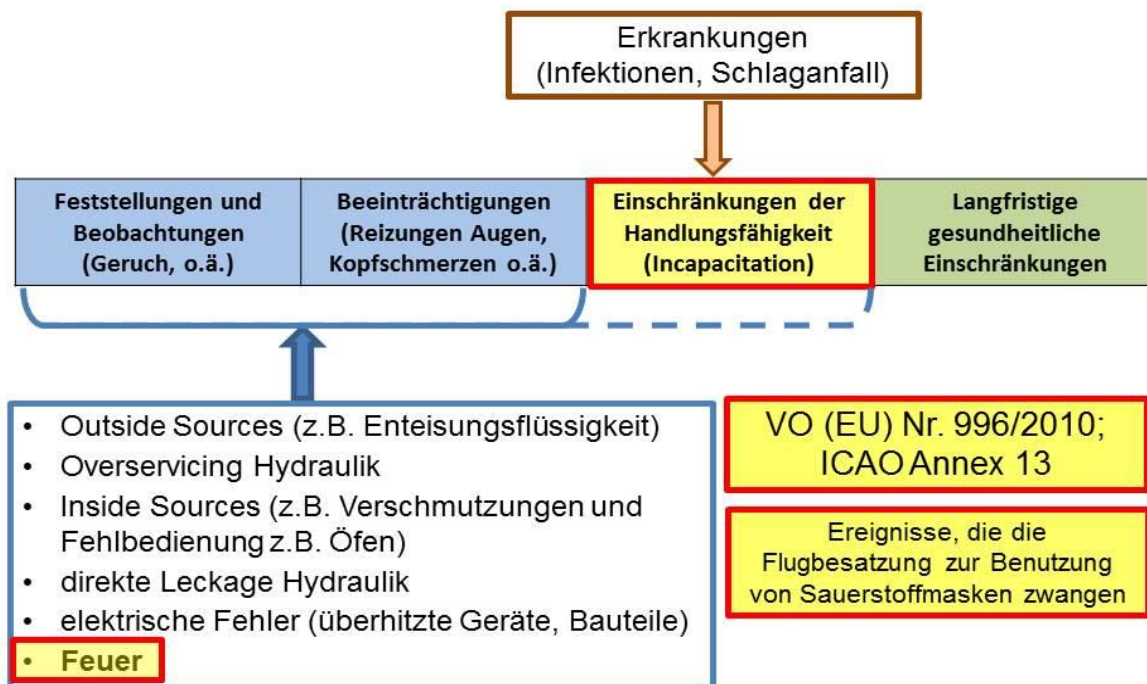 Erkrankungen
(Infektionen, Schlaganfall)
Feststellungen und
Beobachtungen
(Geruch, o.ä.)
Beeinträchtigungen
(Reizungen Augen,
Kopfschmerzen o.ä.)
Einschränkungen der
Handlungsfähigkeit
(Incapacitation)
Langfristige
gesundheitliche
Einschränkungen
• Outside Sources (z.B. Enteisungsflüssigkeit)
• Overservicing Hydraulik
• Inside Sources (z.B. Verschmutzungen und
Fehlbedienung z.B. Öfen)
• direkte Leckage Hydraulik
• elektrische Fehler (überhitzte Geräte, Bauteile)
• Feuer
VO (EU) Nr. 996/2010;
ICAO Annex 13
Ereignisse, die die
Flugbesatzung zur Benutzung
von Sauerstoffmasken zwangen